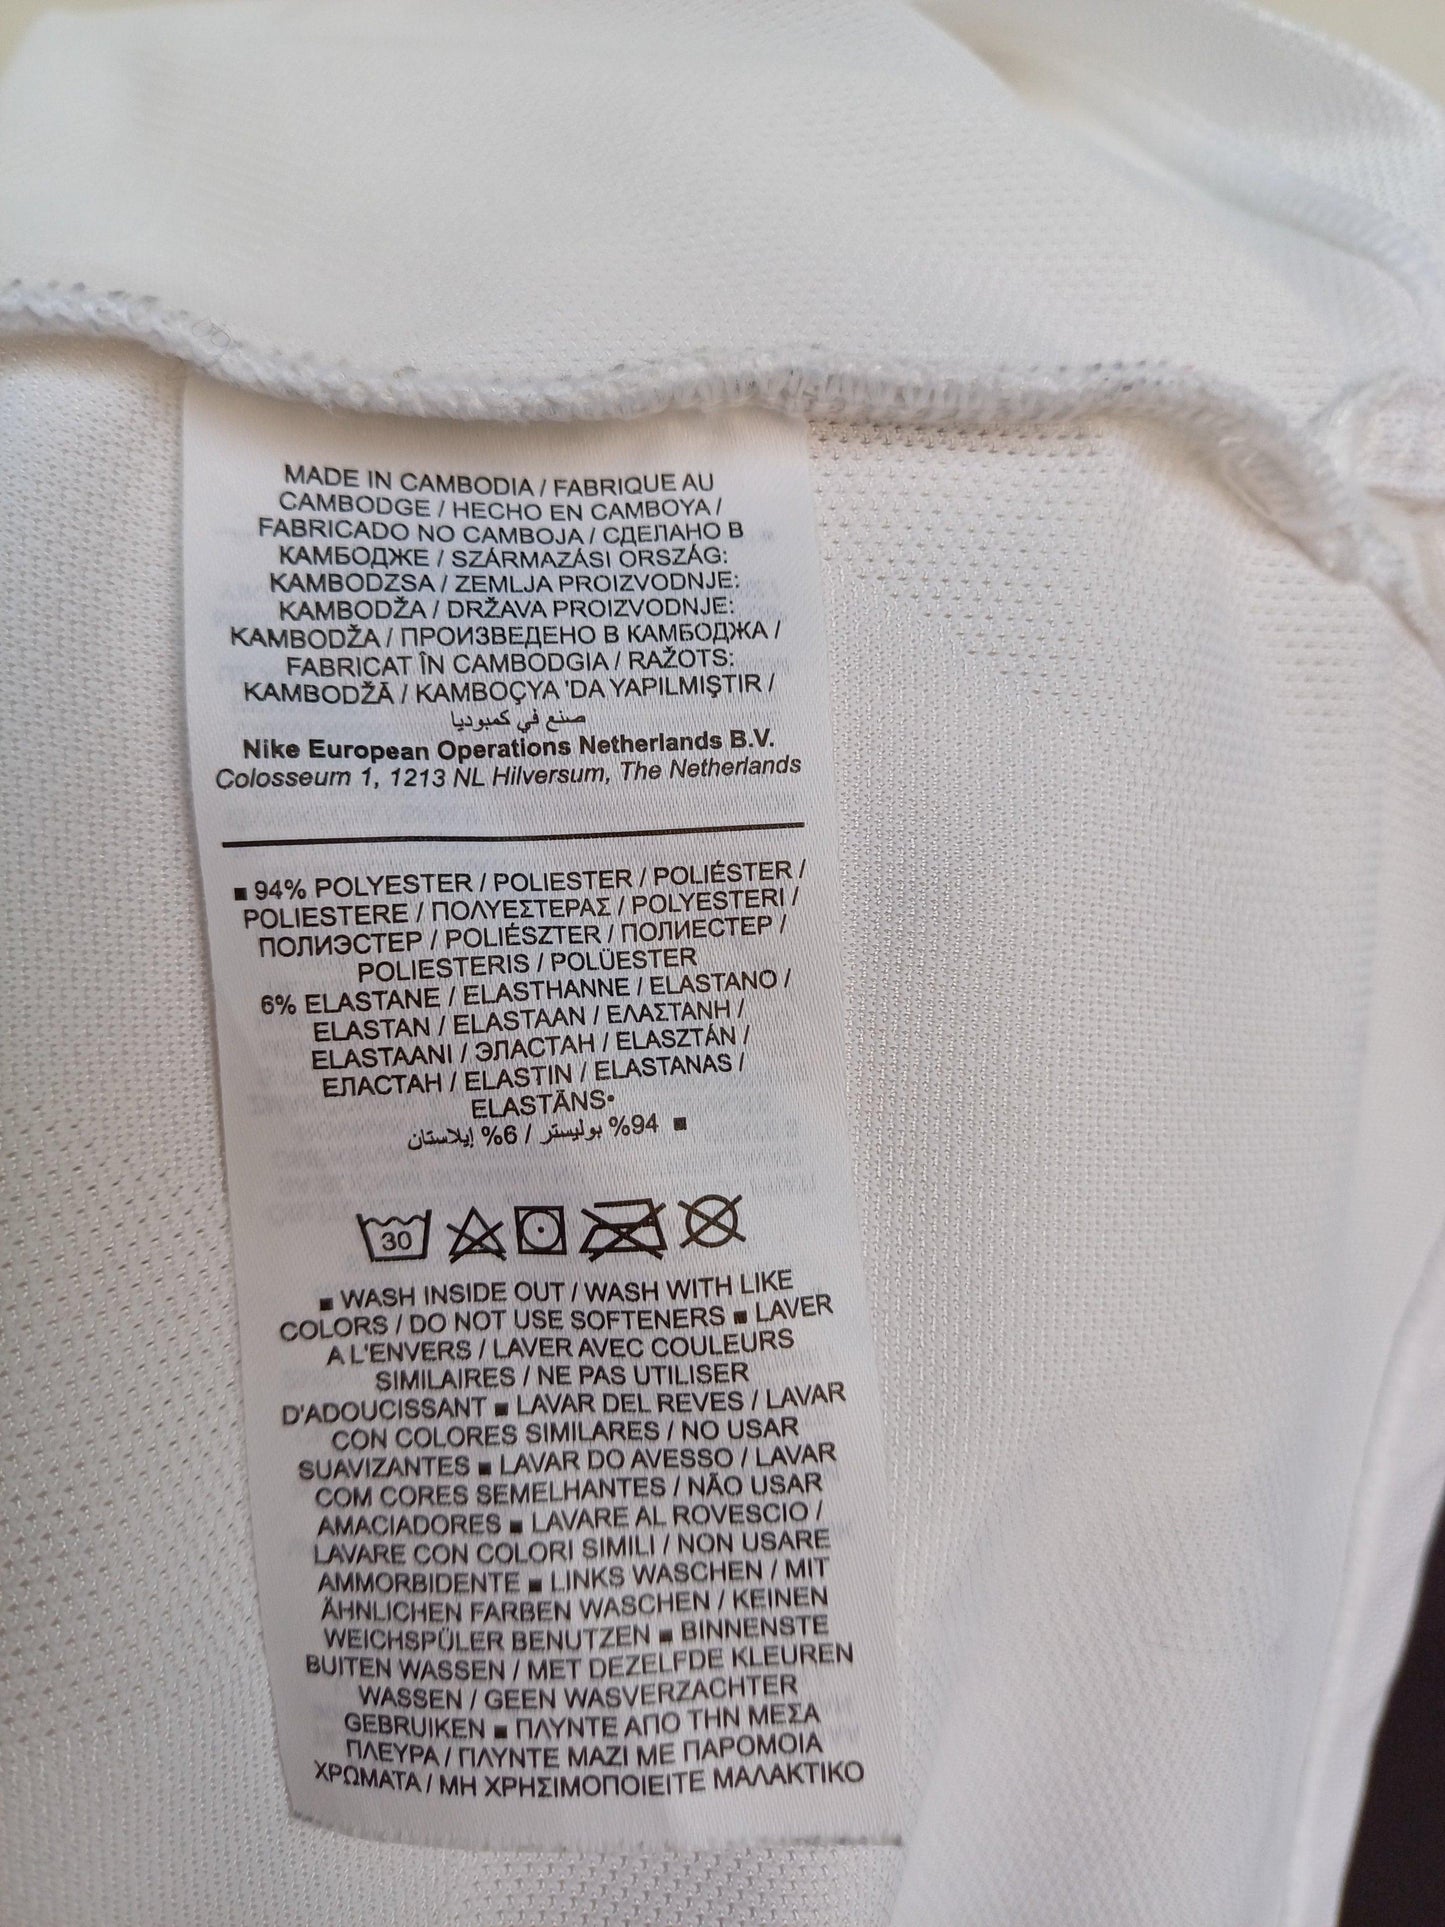 MADE IN CAMBODIA / FABRIQUE AU
CAMBODGE / HECHO EN CAMBOYA /
FABRICADO NO CAMBOJA / СДЕЛАНО В
КАМБОДЖЕ / SZÁRMAZÁSI ORSZÁG:
KAMBODZSA / ZEMLJA PROIZVODNJE:
KAMBODŽA / DRŽAVA PROIZVODNJE:
KAMBODŽA / ПРОИЗВЕДЕНО В КАМБОДЖА /
FABRICAT ÎN CAMBODGIA / RAŽOTS:
KAMBODŽĀ / KAMBOÇYA 'DA YAPILMIŞTIR /
صنع في كمبوديا
Nike European Operations Netherlands B.V.
Colosseum 1, 1213 NL Hilversum, The Netherlands
■ 94% POLYESTER / POLIESTER / POLIÉSTER /
POLIESTERE / ΠΟΛΥΕΣΤΕΡΑΣ / POLYESTERI /
ПОЛИЭСТЕР / POLIÉSZTER / ПОЛИЕСТЕР /
POLIESTERIS / POLÜESTER
6% ELASTANE / ELASTHANNE / ELASTANO /
ELASTAN / ELASTAAN / ΕΛΑΣΤΑΝΗ /
ELASTAANI / ЭЛАСТАН / ELASZTÁN /
ЕЛАСТАН / ELASTIN / ELASTANAS /
ELASTĀNS•
■ 94% بوليستر / 6% إيلاستان
30
■ WASH INSIDE OUT / WASH WITH LIKE
COLORS / DO NOT USE SOFTENERS ■ LAVER
A L'ENVERS / LAVER AVEC COULEURS
SIMILAIRES / NE PAS UTILISER
D'ADOUCISSANT ■ LAVAR DEL REVES / LAVAR
CON COLORES SIMILARES / NO USAR
SUAVIZANTES ■ LAVAR DO AVESSO / LAVAR
COM CORES SEMELHANTES / NÃO USAR
AMACIADORES ■ LAVARE AL ROVESCIO /
LAVARE CON COLORI SIMILI / NON USARE
AMMORBIDENTE ■ LINKS WASCHEN / MIT
ÄHNLICHEN FARBEN WASCHEN / KEINEN
WEICHSPÜLER BENUTZEN ■ BINNENSTE
BUITEN WASSEN / MET DEZELFDE KLEUREN
WASSEN / GEEN WASVERZACHTER
GEBRUIKEN ■ ΠΛΥΝΤΕ ΑΠΟ ΤΗΝ ΜΕΣΑ
ΠΛΕΥΡΑ / ΠΛΥΝΤΕ ΜΑΖΙ ΜΕ ΠΑΡΟΜΟΙΑ
ΧΡΩΜΑΤΑ / ΜΗ ΧΡΗΣΙΜΟΠΟΙΕΙΤΕ ΜΑΛΑΚΤΙΚΟ